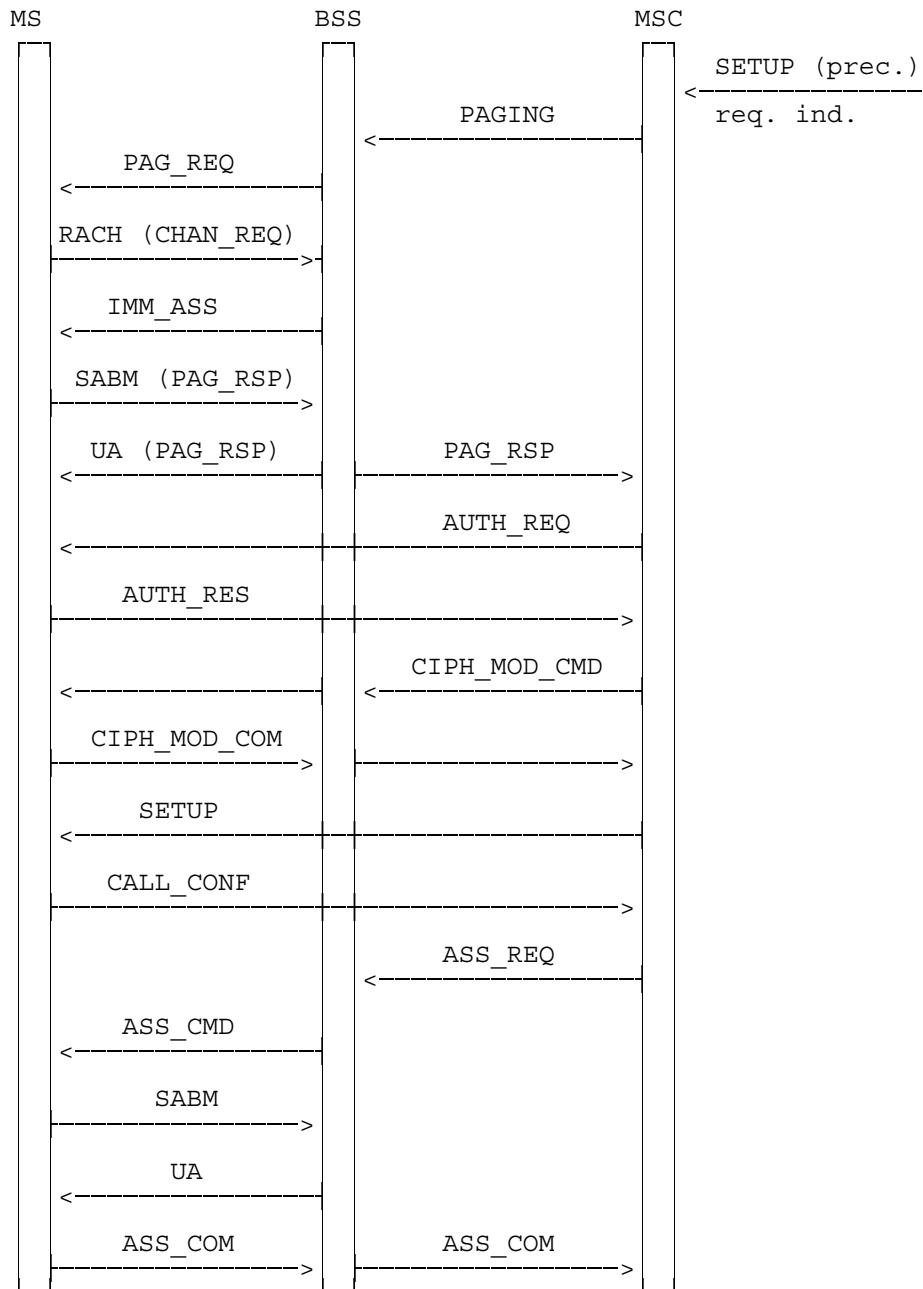 MS BSS MSC
SETUP (prec.)
PAGING req. ind.
PAG_REQ
RACH (CHAN_REQ)
IMM_ASS
SABM (PAG_RSP)
UA (PAG_RSP) PAG_RSP
AUTH_REQ
AUTH_RES
CIPH_MOD_CMD
CIPH_MOD_COM
SETUP
CALL_CONF
ASS_REQ
ASS_CMD
SABM
UA
ASS_COM ASS_COM